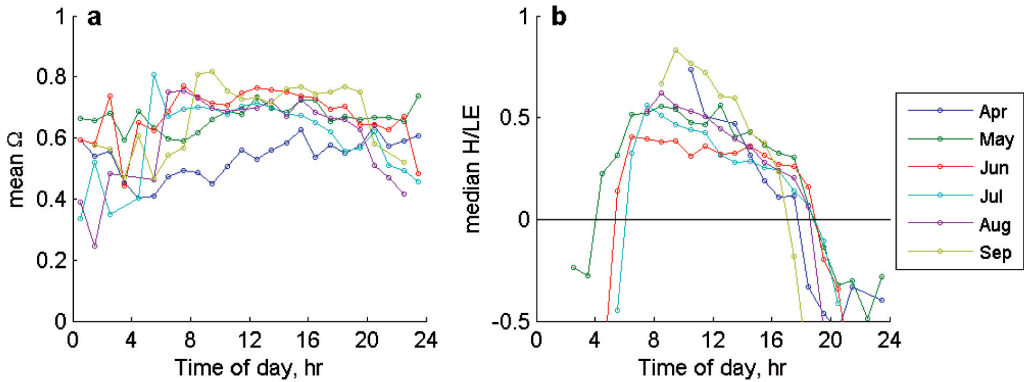 a
mean Ω
1
0.8
0.6
0.4
0.2
0
0 4 8 12 16 20 24
Time of day, hr
b
median H/LE
1
0.5
0
-0.5
0 4 8 12 16 20 24
Time of day, hr
Apr
May
Jun
Jul
Aug
Sep